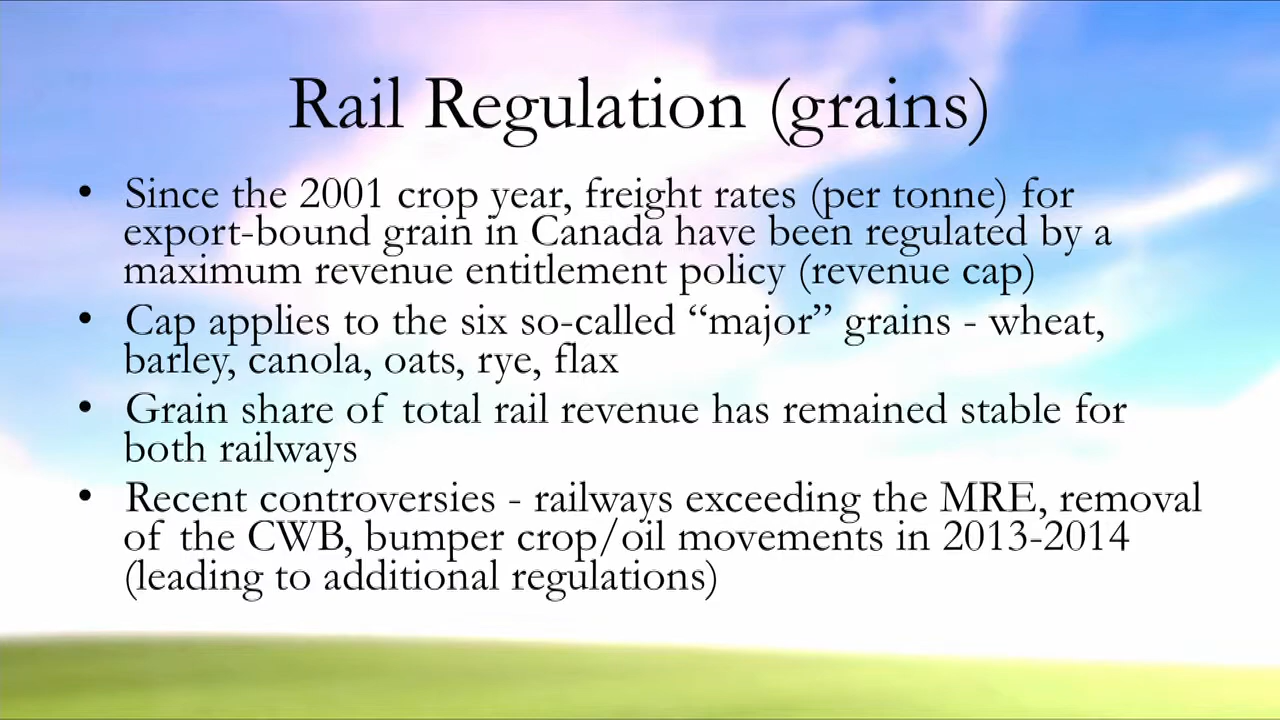 Rail Regulation (grains)
• Since the 2001 crop year, freight rates (per tonne) for
export-bound grain in Canada have been regulated by a
maximum revenue entitlement policy (revenue cap)
• Cap applies to the six so-called “major” grains - wheat,
barley, canola, oats, rye, flax
• Grain share of total rail revenue has remained stable for
both railways
• Recent controversies - railways exceeding the MRE, removal
of the CWB, bumper crop/oil movements in 2013-2014
(leading to additional regulations)